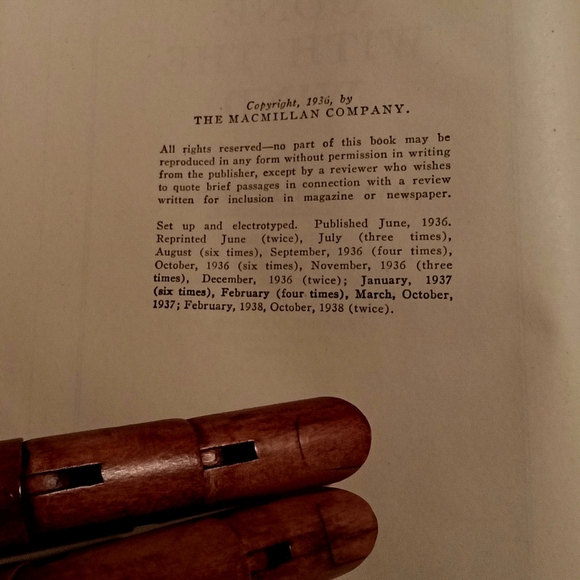 Copyright, 1936, by
THE MACMILLAN COMPANY.
All rights reserved—no part of this book may be
reproduced in any form without permission in writing
from the publisher, except by a reviewer who wishes
to quote brief passages in connection with a review
written for inclusion in magazine or newspaper.
Set up and electrotyped. Published June, 1936.
Reprinted June (twice), July (three times),
August (six times), September, 1936 (four times),
October, 1936 (six times), November, 1936 (three
times), December, 1936 (twice); January, 1937
(six times), February (four times), March, October,
1937; February, 1938, October, 1938 (twice).